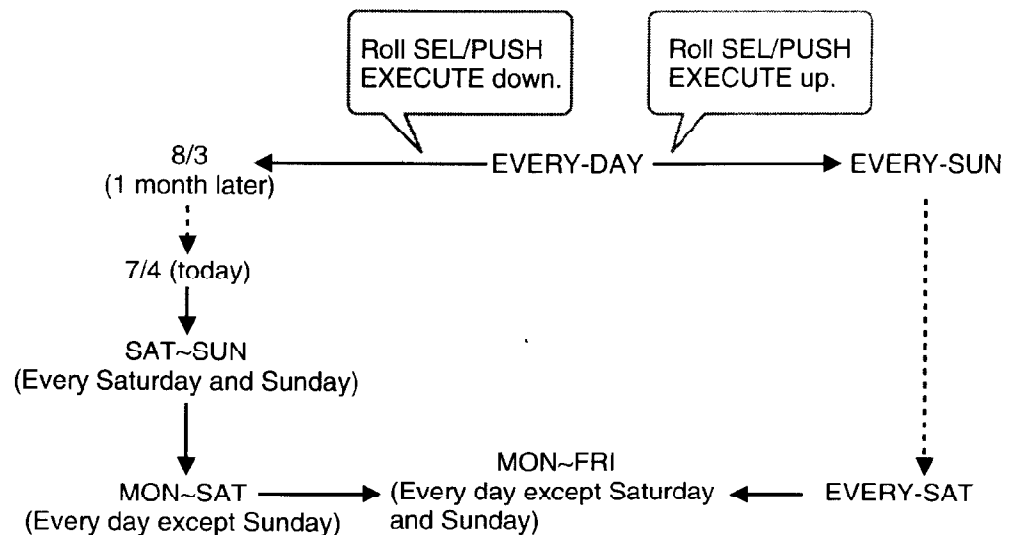 Roll SEL/PUSH
EXECUTE down.
Roll SEL/PUSH
EXECUTE up.
8/3
(1 month later)
EVERY-DAY
EVERY-SUN
7/4 (today)
SAT~SUN
(Every Saturday and Sunday)
MON~SAT
(Every day except Sunday)
MON~FRI
(Every day except Saturday
and Sunday)
EVERY-SAT